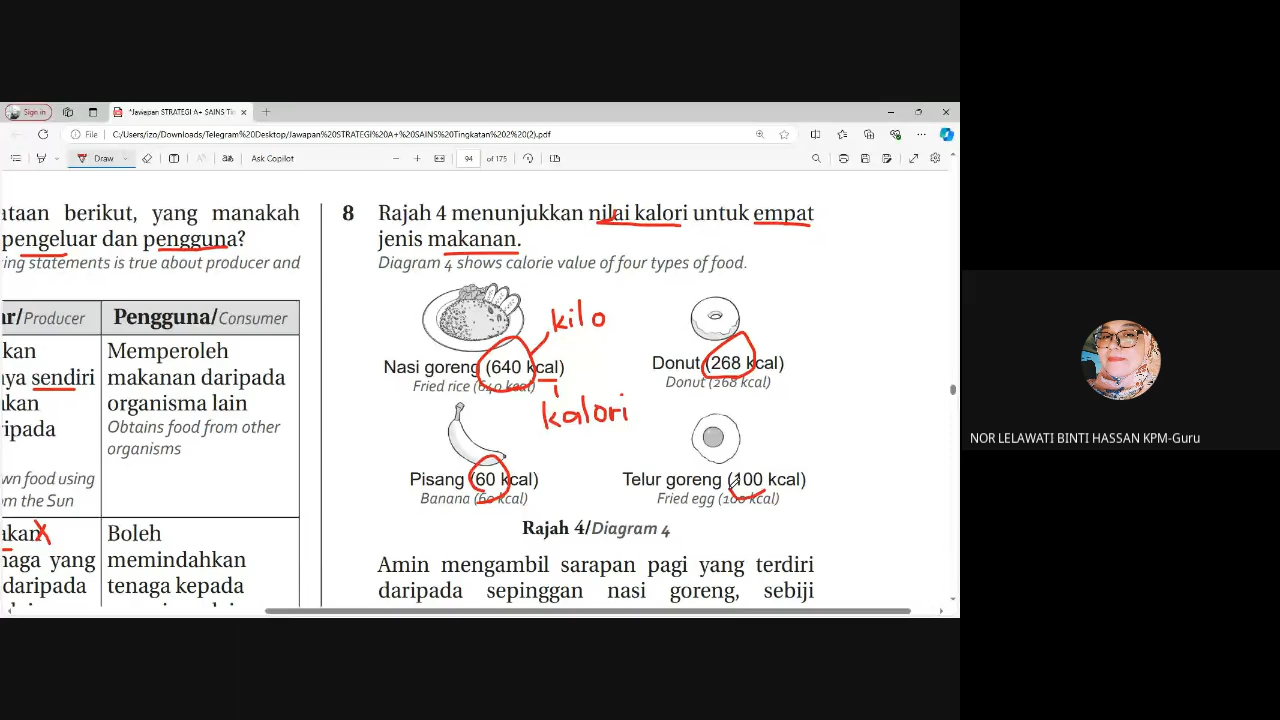 Sign in
*Jawapan STRATEGI A+ SAINS Tin
File
C:/Users/izo/Downloads/Telegram%20Desktop/Jawapan%20STRATEGI%20A+%20SAINS%20Tingkatan%202%20(2).pdf
Draw
Ask Copilot
94 of 175
ataan berikut, yang manakah
pengeluar dan pengguna?
ing statements is true about producer and
ar/Producer
Pengguna/Consumer
kan
ya sendiri
akan
ripada
wn food using
om the Sun
Memperoleh
makanan daripada
organisma lain
Obtains food from other
organisms
akan X
naga yang
daripada
Boleh
memindahkan
tenaga kepada
8 Rajah 4 menunjukkan nilai kalori untuk empat
jenis makanan.
Diagram 4 shows calorie value of four types of food.
kilo
Nasi goreng (640 kcal)
Fried rice (640 kcal)
kalori
Donut (268 kcal)
Donut (268 kcal)
Pisang (60 kcal)
Banana (60 kcal)
Telur goreng (100 kcal)
Fried egg (100 kcal)
Rajah 4/Diagram 4
Amin mengambil sarapan pagi yang terdiri
daripada sepinggan nasi goreng, sebiji
NOR LELAWATI BINTI HASSAN KPM-Guru